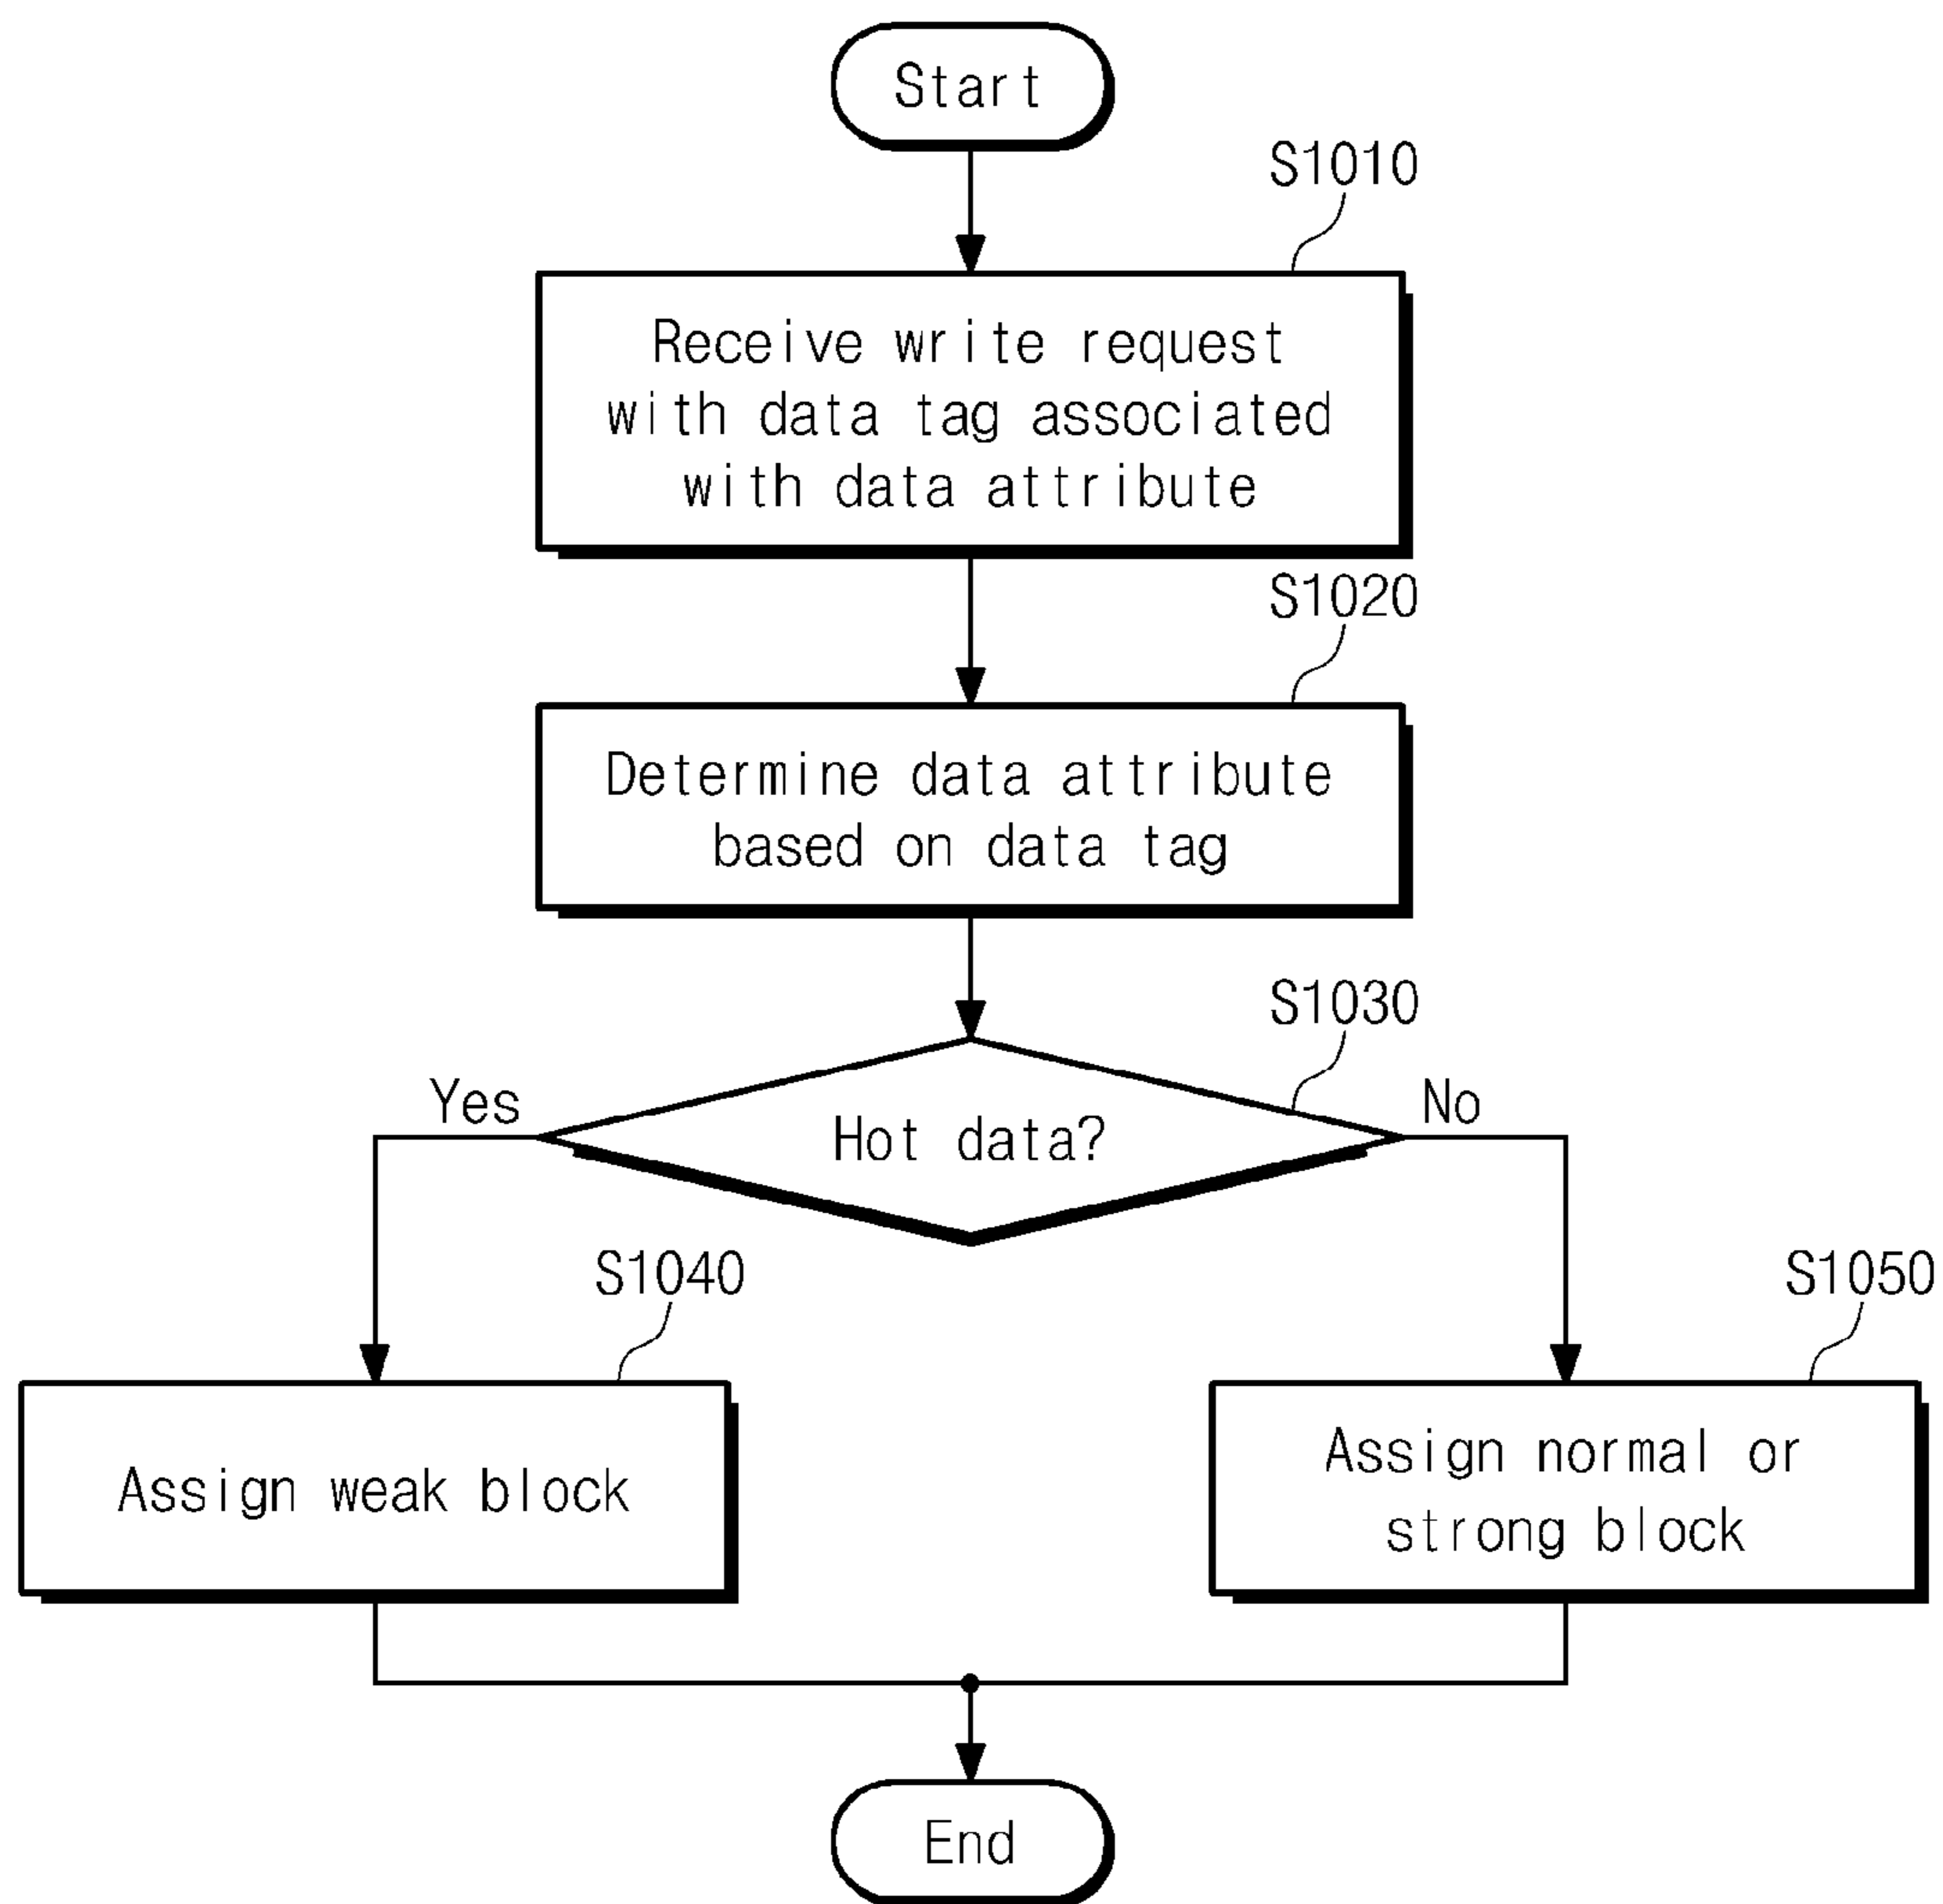 Start
S1010
Receive write request
with data tag associated
with data attribute
S1020
Determine data attribute
based on data tag
S1030
Yes
Hot data?
No
S1040
S1050
Assign weak block
Assign normal or
strong block
End